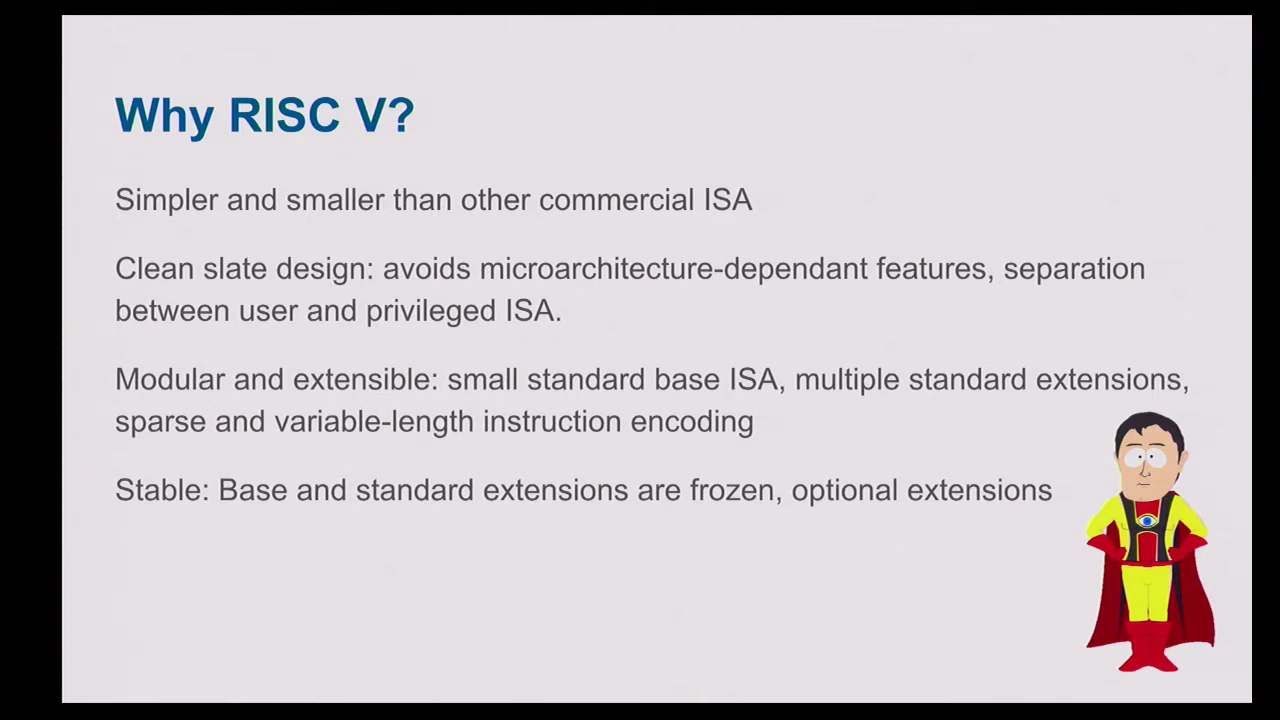 Why RISC V?
Simpler and smaller than other commercial ISA
Clean slate design: avoids microarchitecture-dependant features, separation
between user and privileged ISA.
Modular and extensible: small standard base ISA, multiple standard extensions,
sparse and variable-length instruction encoding
Stable: Base and standard extensions are frozen, optional extensions